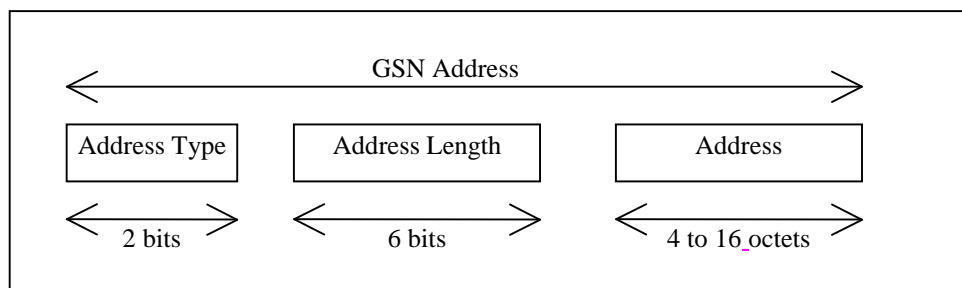 GSN Address
Address Type Address Length Address
2 bits 6 bits 4 to 16 octets